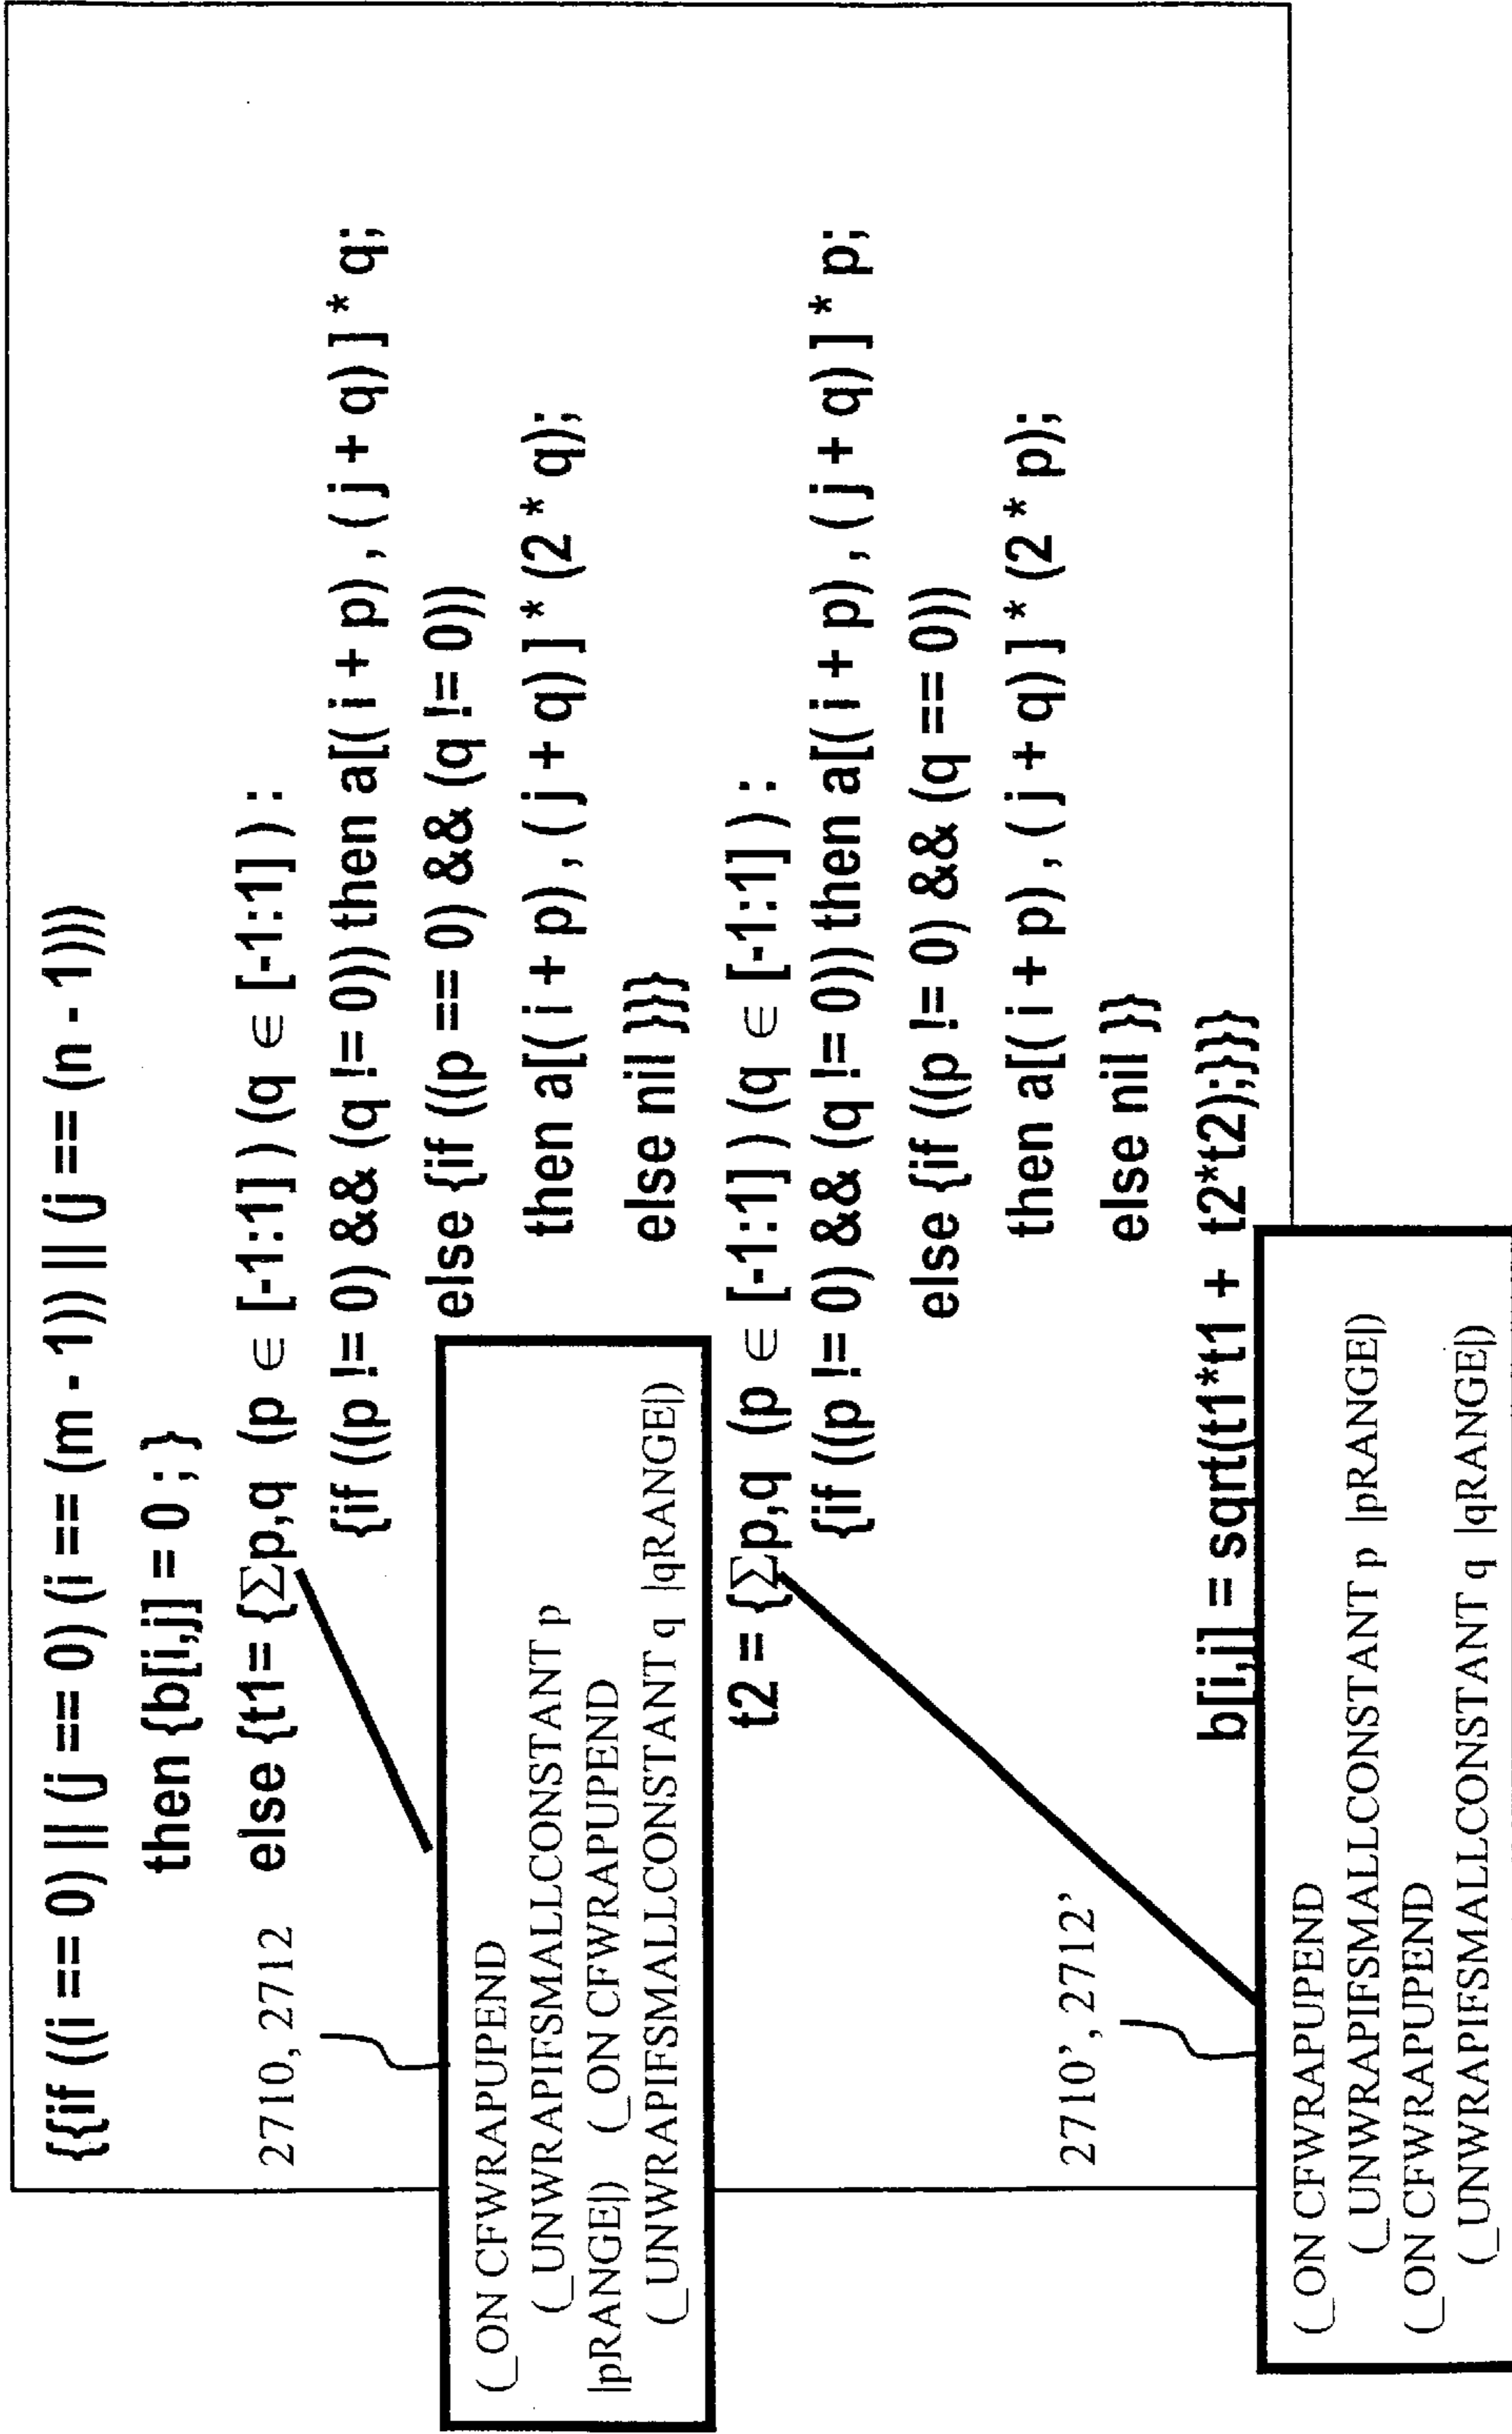 {{if ((i == 0) || (j == 0) (i == (m - 1)) || (j == (n - 1)))
then {b[i,j] = 0 ; }
2710, 2712
else {t1= {Σp,q (p ∈ [-1:1] ) (q ∈ [-1:1] ) :
{if ((p != 0) && (q != 0)) then a[( i + p) , ( j + q) ] * q;
else {if ((p == 0) && (q != 0))
then a[( i + p) , ( j + q) ] * (2 * q);
else nil }}}
(_ON CFWRAPUPEND
(_UNWRAPIFSMALLCONSTANT p
|pRANGE|) (_ON CFWRAPUPEND
(_UNWRAPIFSMALLCONSTANT q |qRANGE|)
t2 = {Σp,q (p ∈ [-1:1] ) (q ∈ [-1:1] ) :
{if ((p != 0) && (q != 0)) then a[( i + p) , ( j + q) ] * p;
else {if ((p != 0) && (q == 0))
then a[( i + p) , ( j + q) ] * (2 * p);
else nil }}
2710’, 2712’
b[i,j] = sqrt(t1*t1 + t2*t2);}}}
(_ON CFWRAPUPEND
(_UNWRAPIFSMALLCONSTANT p |pRANGE|)
(_ON CFWRAPUPEND
(_UNWRAPIFSMALLCONSTANT q |qRANGE|)